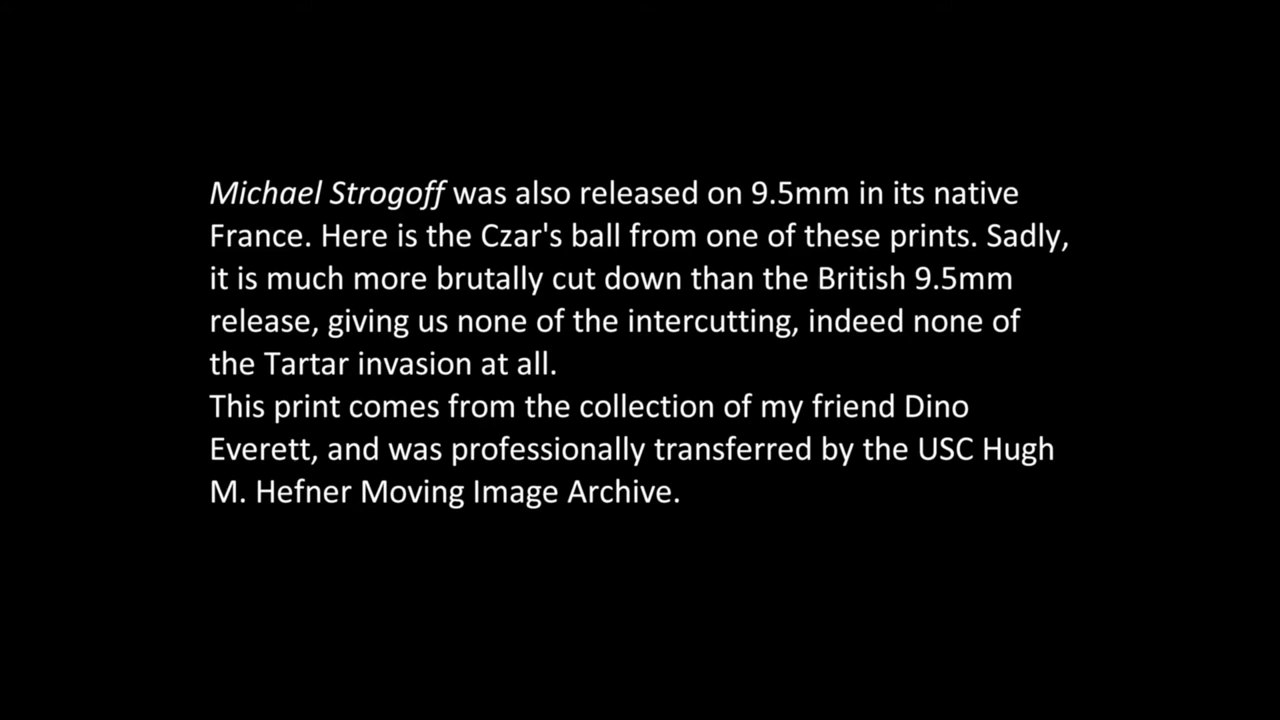 Michael Strogoff was also released on 9.5mm in its native
France. Here is the Czar's ball from one of these prints. Sadly,
it is much more brutally cut down than the British 9.5mm
release, giving us none of the intercutting, indeed none of
the Tartar invasion at all.
This print comes from the collection of my friend Dino
Everett, and was professionally transferred by the USC Hugh
M. Hefner Moving Image Archive.